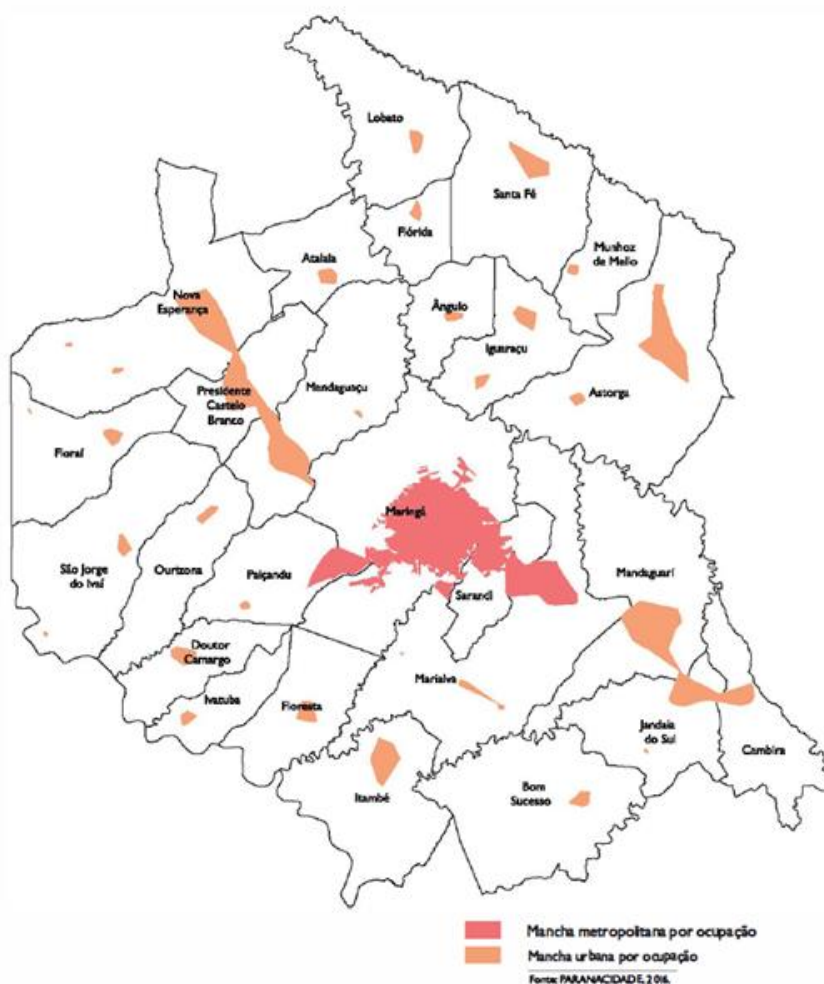 Lobato
Santa Fé
Flórida
Munhoz
de Mello
Atalaia
Nova
Esperança
Ângulo
Iguaraçu
Mandaguaçu
Presidente
Castelo
Branco
Astorga
Floraí
Maringá
São Jorge
do Ivaí
Ourizona
Paiçandu
Sarandi
Mandaguari
Doutor
Camargo
Ivatuba
Floresta
Marialva
Jandaia
do Sul
Cambira
Itambé
Bom
Sucesso
Mancha metropolitana por ocupação
Mancha urbana por ocupação
Fonte: PARANACIDADE, 2016.